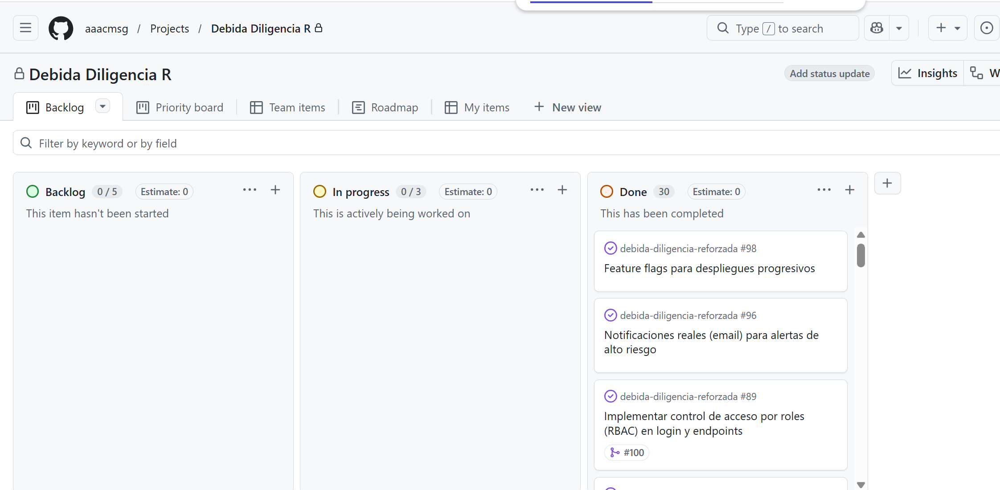 aaacmsg / Projects / Debida Diligencia R
Type / to search
Debida Diligencia R
Add status update
Insights
W
Backlog
Priority board
Team items
Roadmap
My items
New view
Filter by keyword or by field
Backlog 0 / 5 Estimate: 0
This item hasn't been started
In progress 0 / 3 Estimate: 0
This is actively being worked on
Done 30 Estimate: 0
This has been completed
debida-diligencia-reforzada #98
Feature flags para despliegues progresivos
debida-diligencia-reforzada #96
Notificaciones reales (email) para alertas de
alto riesgo
debida-diligencia-reforzada #89
Implementar control de acceso por roles
(RBAC) en login y endpoints
#100